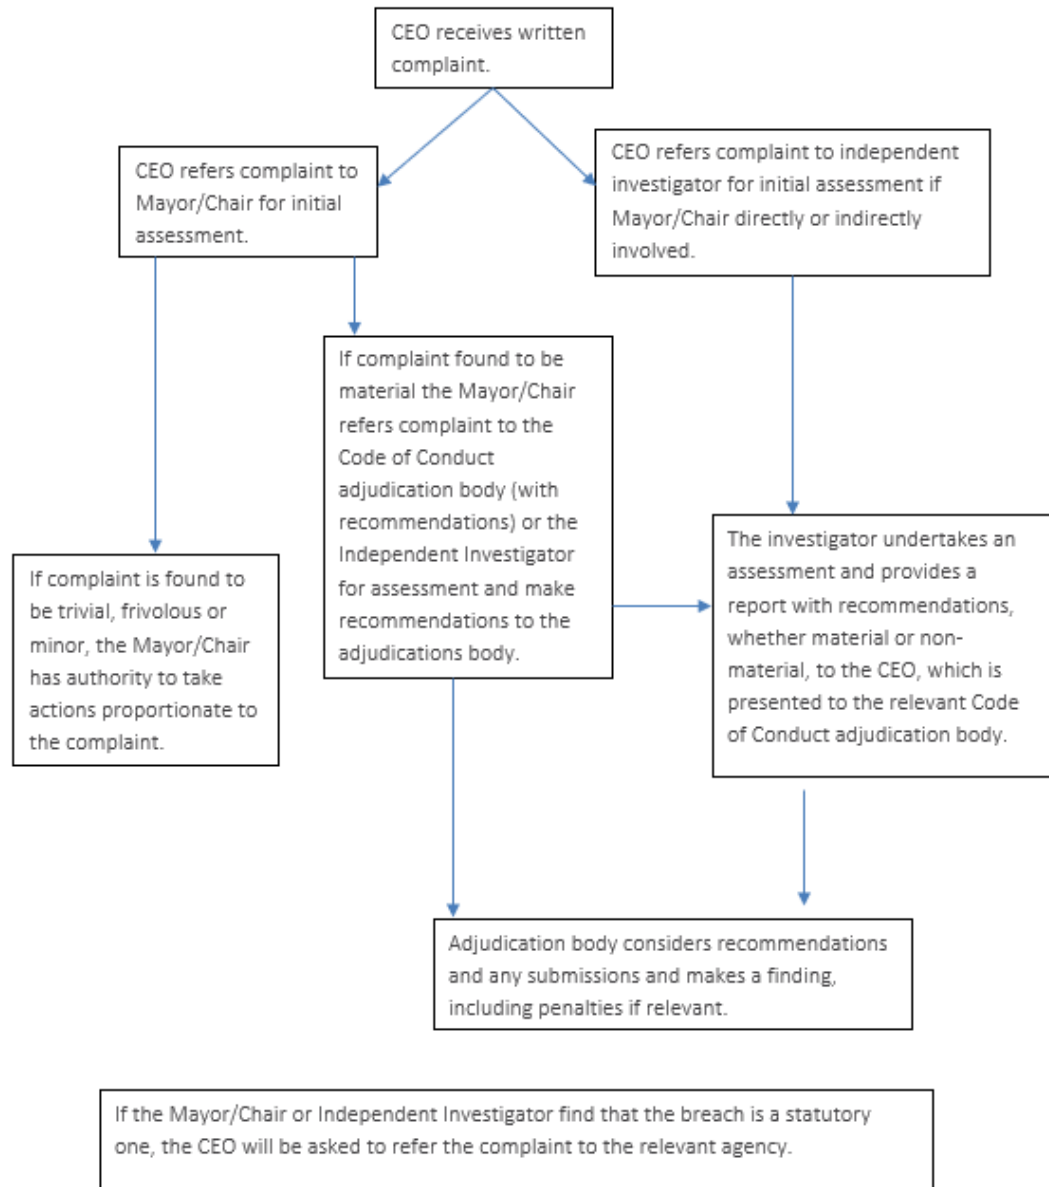 CEO receives written
complaint.
CEO refers complaint to
Mayor/Chair for initial
assessment.
CEO refers complaint to independent
investigator for initial assessment if
Mayor/Chair directly or indirectly
involved.
If complaint found to be
material the Mayor/Chair
refers complaint to the
Code of Conduct
adjudication body (with
recommendations) or the
Independent Investigator
for assessment and make
recommendations to the
adjudications body.
If complaint is found to
be trivial, frivolous or
minor, the Mayor/Chair
has authority to take
actions proportionate to
the complaint.
The investigator undertakes an
assessment and provides a
report with recommendations,
whether material or non-
material, to the CEO, which is
presented to the relevant Code
of Conduct adjudication body.
Adjudication body considers recommendations
and any submissions and makes a finding,
including penalties if relevant.
If the Mayor/Chair or Independent Investigator find that the breach is a statutory
one, the CEO will be asked to refer the complaint to the relevant agency.